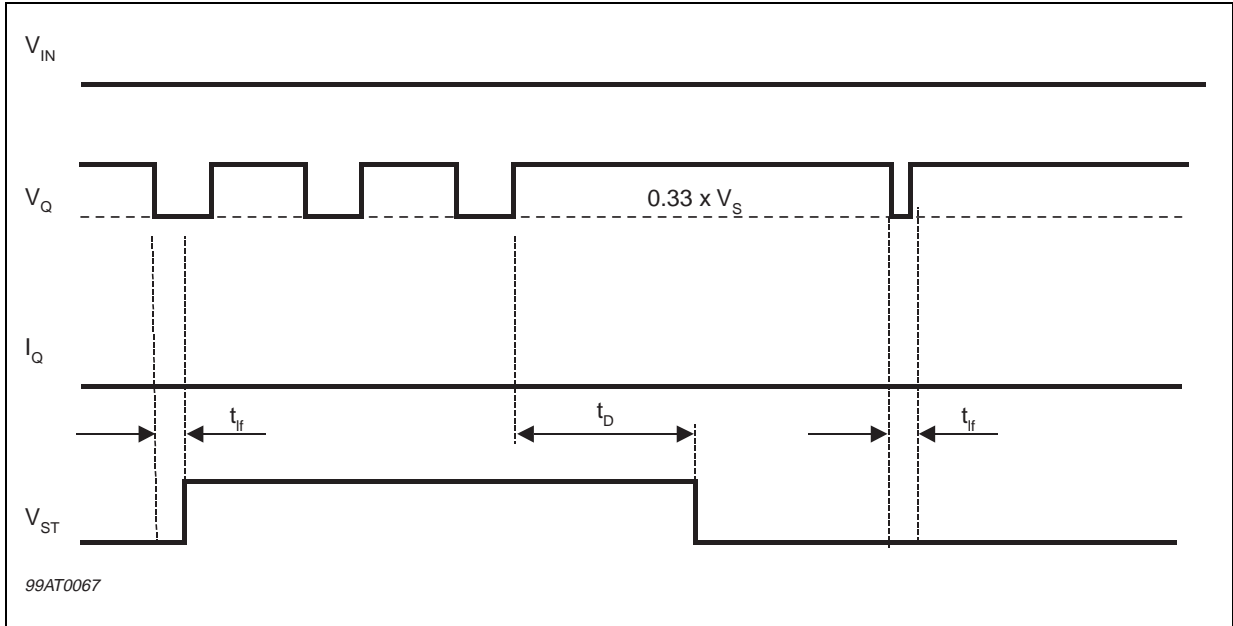 V_IN
V_Q
0.33 x V_S
I_Q
t_lf
t_D
t_lf
V_ST
99AT0067